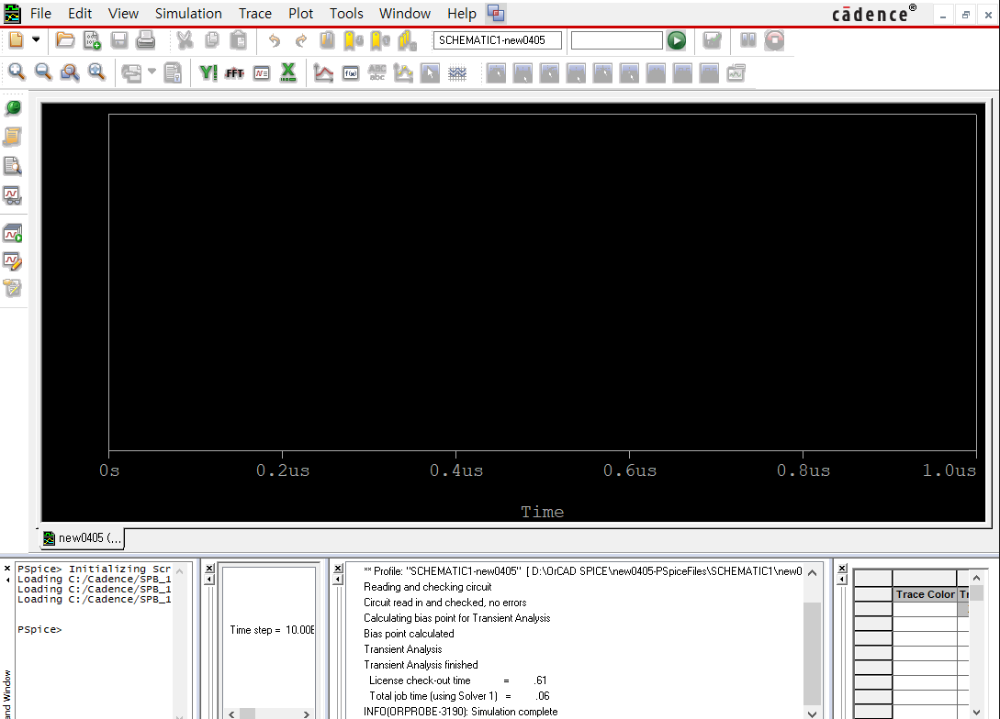 File Edit View Simulation Trace Plot Tools Window Help cādence®
SCHEMATIC1-new0405
Y! FFT
f(x) ABC abc
0s 0.2us 0.4us 0.6us 0.8us 1.0us
Time
new0405 (...
PSpice> Initializing Scr
Loading C:/Cadence/SPB_1
Loading C:/Cadence/SPB_1
Loading C:/Cadence/SPB_1
PSpice>
and Window
Time step = 10.00E
** Profile: "SCHEMATIC1-new0405" [ D:\OrCAD SPICE\new0405-PSpiceFiles\SCHEMATIC1\new0
Reading and checking circuit
Circuit read in and checked, no errors
Calculating bias point for Transient Analysis
Bias point calculated
Transient Analysis
Transient Analysis finished
License check-out time = .61
Total job time (using Solver 1) = .06
INFO(ORPROBE-3190): Simulation complete
Trace Color Tr